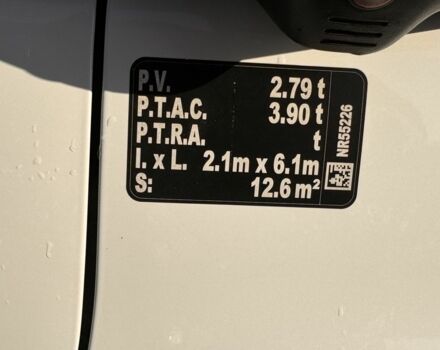 P.V. 2.79 t
P.T.A.C. 3.90 t
P.T.R.A. t
l. x L. 2.1m x 6.1m
S: 12.6 m²
NR55226